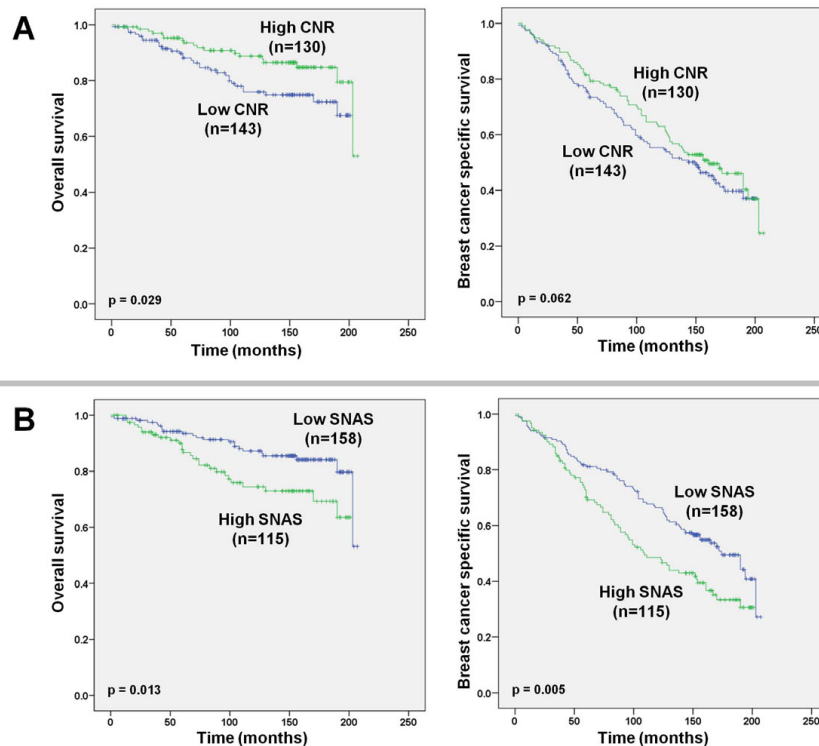 A
Overall survival
1.0
0.8
0.6
0.4
0.2
0.0
High CNR
(n=130)
Low CNR
(n=143)
p = 0.029
0 50 100 150 200 250
Time (months)
Breast cancer specific survival
1.0
0.8
0.6
0.4
0.2
0.0
High CNR
(n=130)
Low CNR
(n=143)
p = 0.062
0 50 100 150 200 250
Time (months)
B
Overall survival
1.0
0.8
0.6
0.4
0.2
0.0
Low SNAS
(n=158)
High SNAS
(n=115)
p = 0.013
0 50 100 150 200 250
Time (months)
Breast cancer specific survival
1.0
0.8
0.6
0.4
0.2
0.0
Low SNAS
(n=158)
High SNAS
(n=115)
p = 0.005
0 50 100 150 200 250
Time (months)